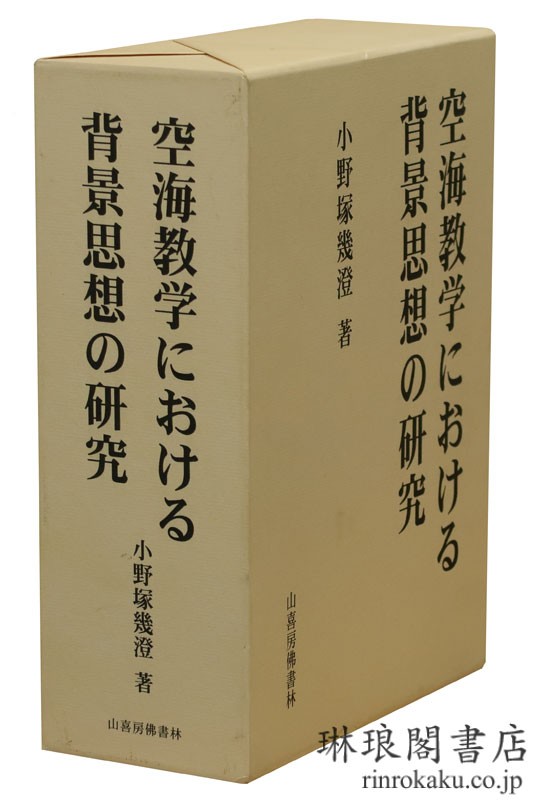 空海教学における
背景思想の研究
小野塚幾澄 著
山喜房佛書林
空海教学における
背景思想の研究
小野塚幾澄 著
山喜房佛書林
琳琅閣書店
rinrokaku.co.jp